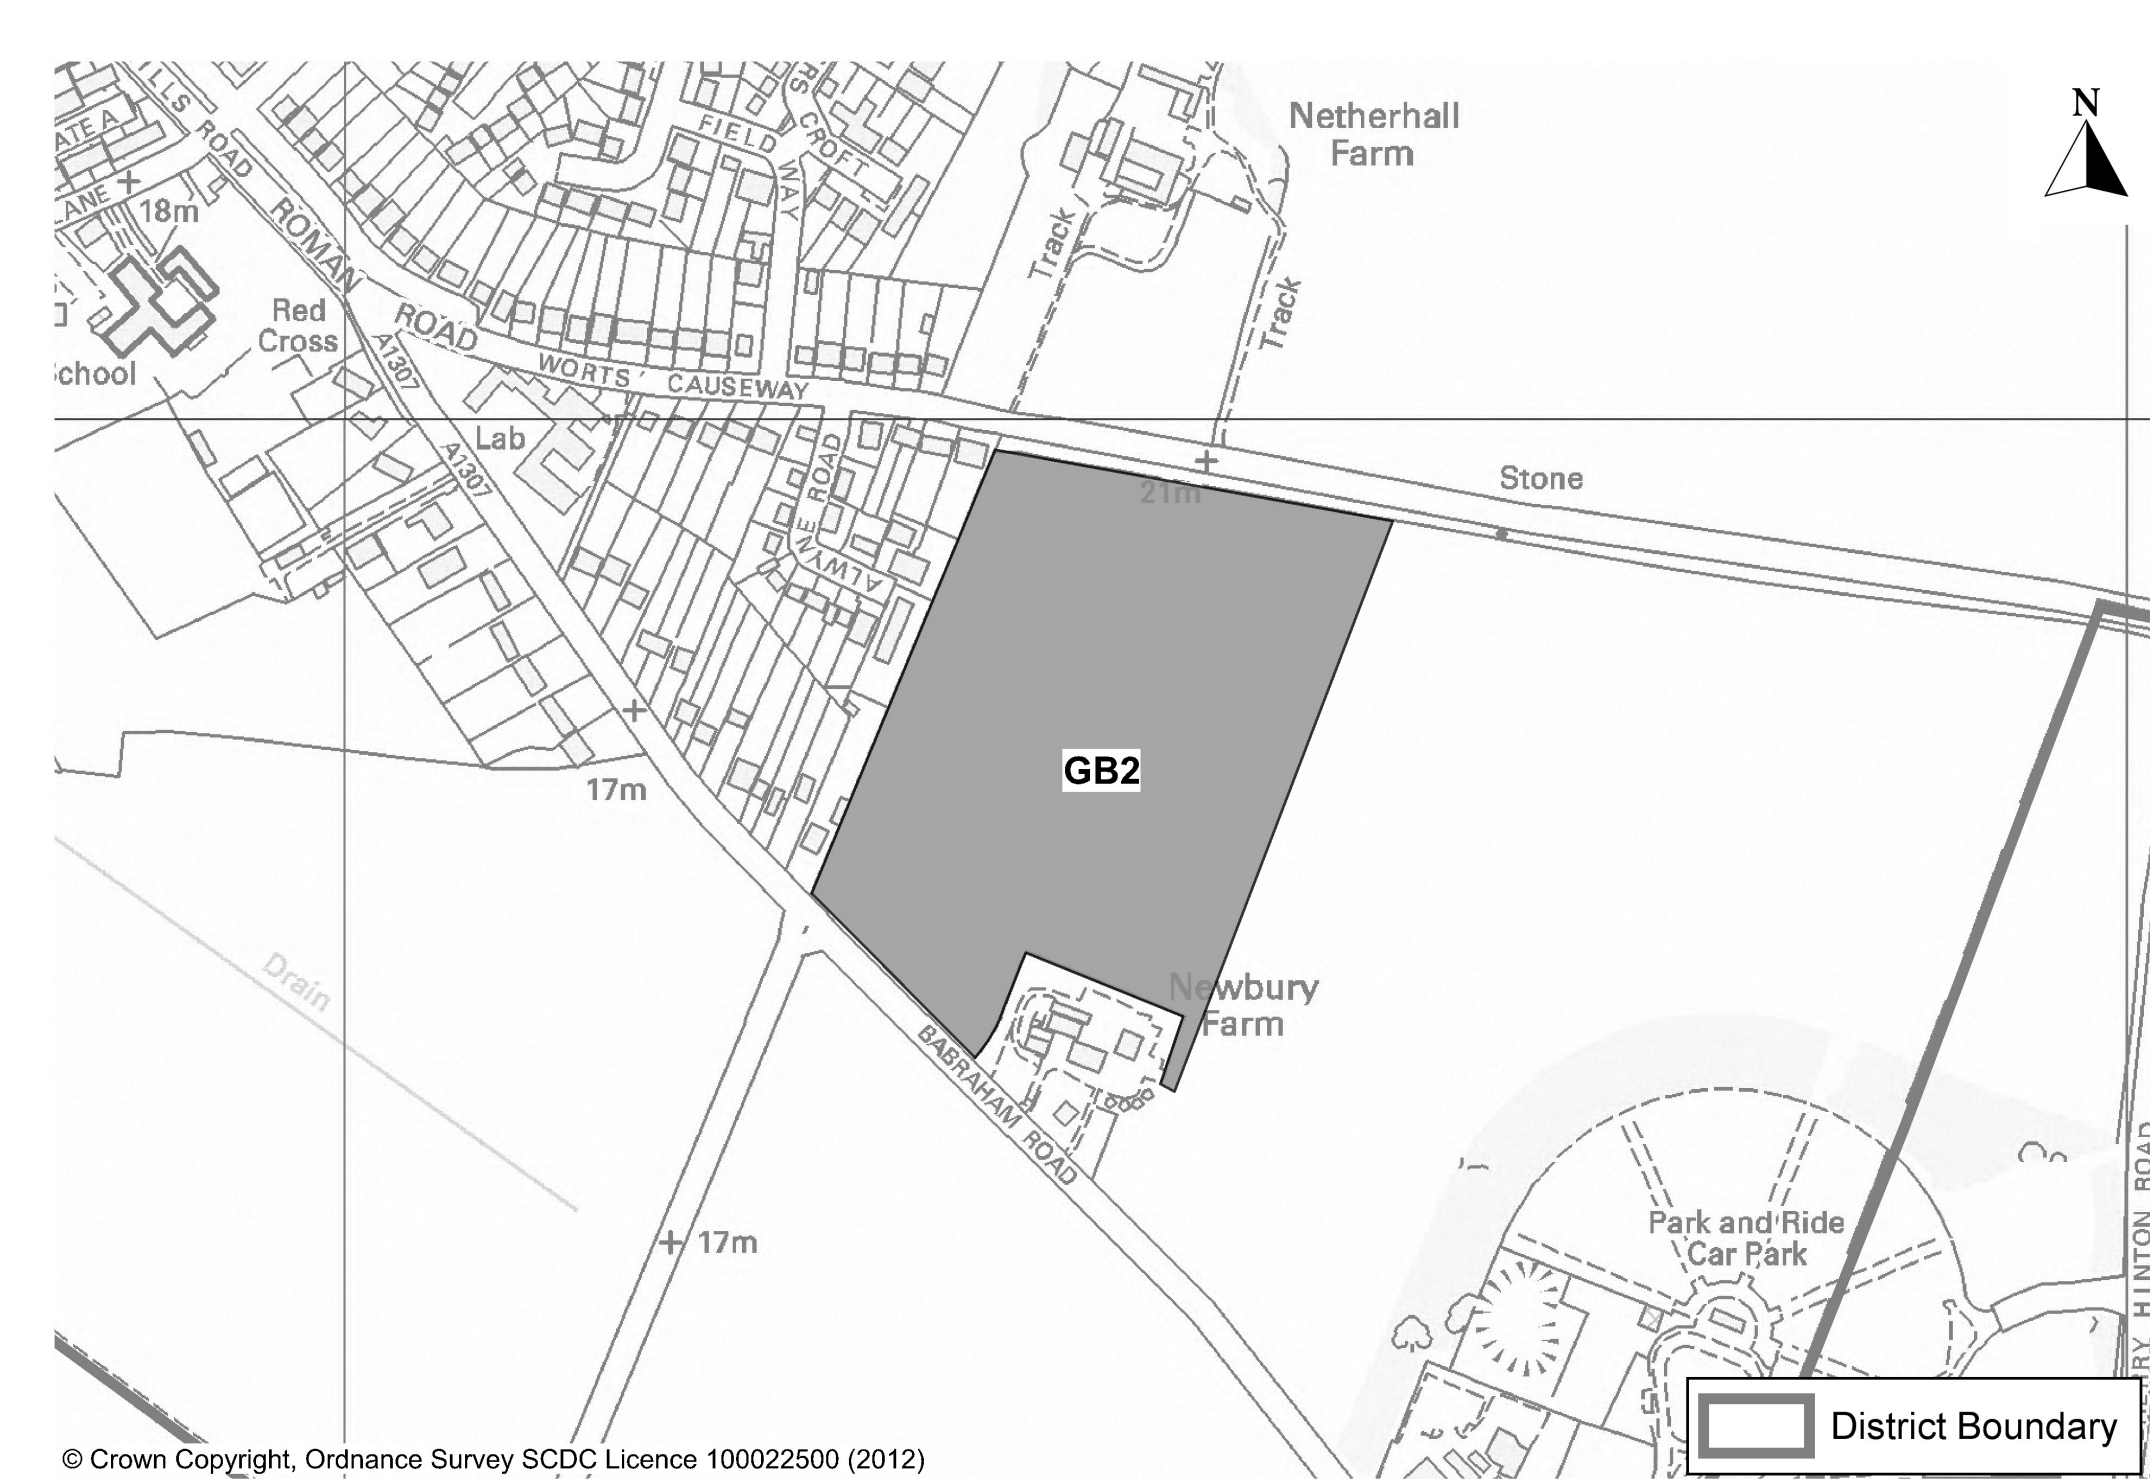 N
Netherhall
Farm
FIELD WAY
CROFT
ROAD
ROMAN
ROAD
LANE
18m
Track
Track
Red
Cross
A1307
WORTS' CAUSEWAY
Lab
A1307
ALWYNE ROAD
21m
Stone
GB2
17m
Drain
Newbury
Farm
BABRAHAM ROAD
17m
Park and Ride
Car Park
HINTON ROAD
District Boundary
© Crown Copyright, Ordnance Survey SCDC Licence 100022500 (2012)